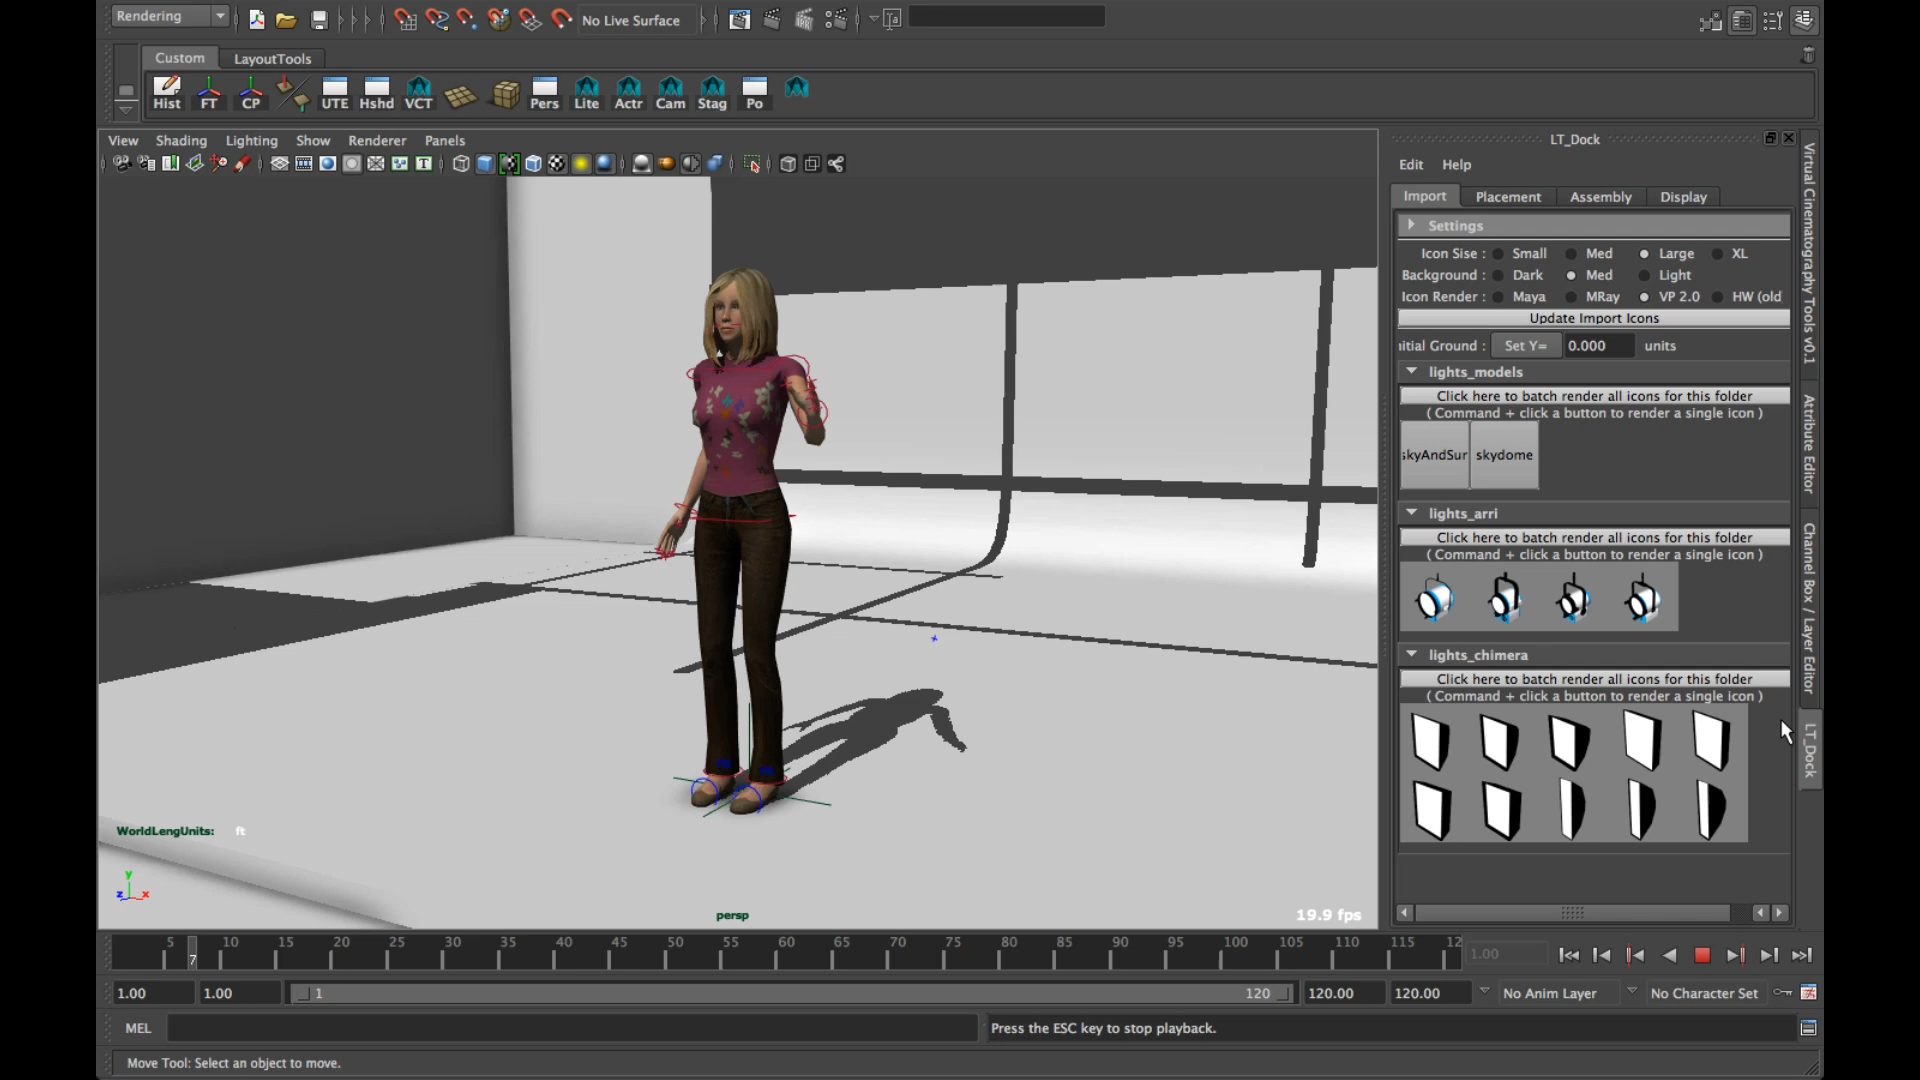 Rendering
No Live Surface
Custom
LayoutTools
Hist FT CP UTE Hshd VCT Pers Lite Actr Cam Stag Po
View Shading Lighting Show Renderer Panels
WorldLengUnits: ft
y
z x
persp
19.9 fps
LT_Dock
Edit Help
Import Placement Assembly Display
Settings
Icon Sise : Small Med Large XL
Background : Dark Med Light
Icon Render : Maya MRay VP 2.0 HW (old
Update Import Icons
itial Ground : Set Y= 0.000 units
lights_models
Click here to batch render all icons for this folder
( Command + click a button to render a single icon )
skyAndSur skydome
lights_arri
Click here to batch render all icons for this folder
( Command + click a button to render a single icon )
lights_chimera
Click here to batch render all icons for this folder
( Command + click a button to render a single icon )
Virtual Cinematography Tools v0.1
Attribute Editor
Channel Box / Layer Editor
LT_Dock
5 10 15 20 25 30 35 40 45 50 55 60 65 70 75 80 85 90 95 100 105 110 115 12
7
1.00
1.00 1.00 1 120 120.00 120.00 No Anim Layer No Character Set
MEL
Press the ESC key to stop playback.
Move Tool: Select an object to move.